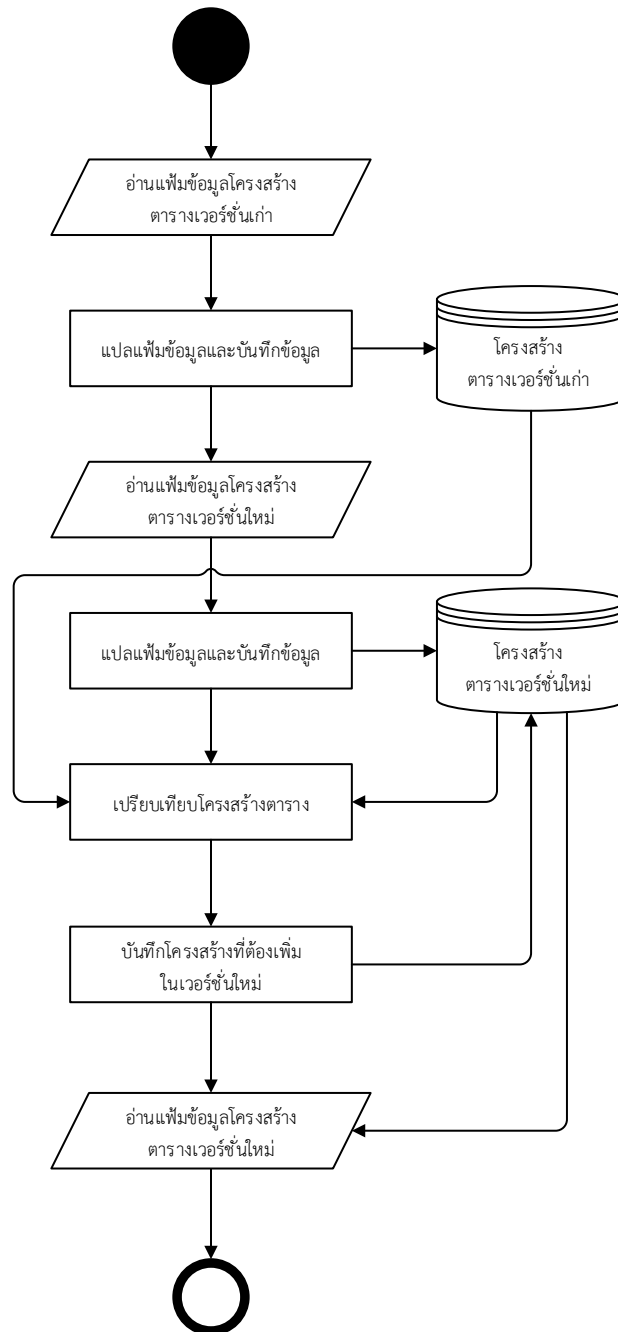 อ่านแฟ้มข้อมูลโครงสร้าง
ตารางเวอร์ชั่นเก่า
แปลแฟ้มข้อมูลและบันทึกข้อมูล
โครงสร้าง
ตารางเวอร์ชั่นเก่า
อ่านแฟ้มข้อมูลโครงสร้าง
ตารางเวอร์ชั่นใหม่
แปลแฟ้มข้อมูลและบันทึกข้อมูล
โครงสร้าง
ตารางเวอร์ชั่นใหม่
เปรียบเทียบโครงสร้างตาราง
บันทึกโครงสร้างที่ต้องเพิ่ม
ในเวอร์ชั่นใหม่
อ่านแฟ้มข้อมูลโครงสร้าง
ตารางเวอร์ชั่นใหม่